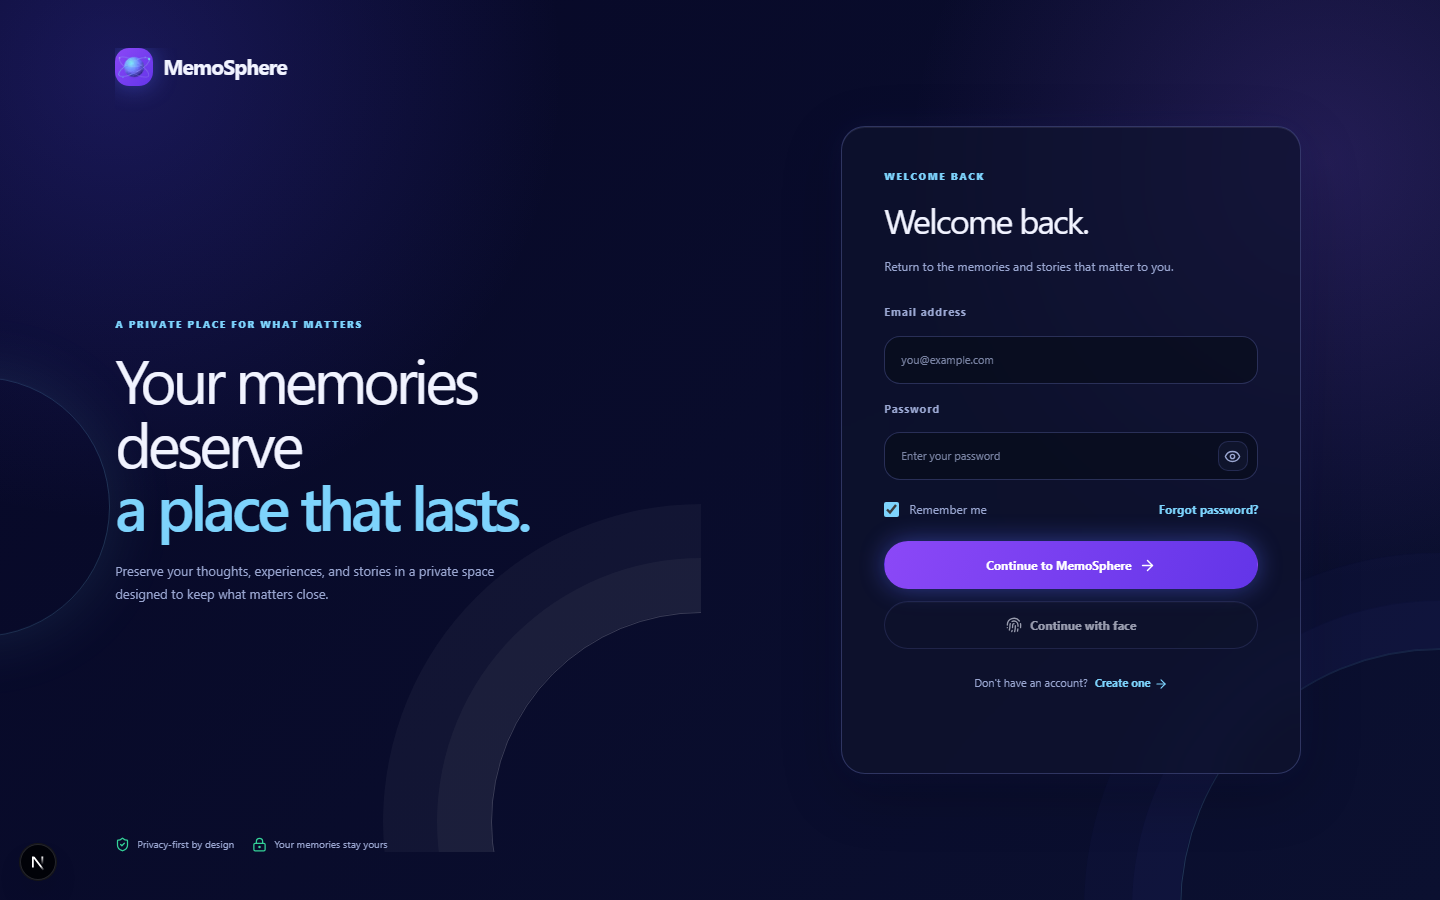 MemoSphere
A PRIVATE PLACE FOR WHAT MATTERS
Your memories
deserve
a place that lasts.
Preserve your thoughts, experiences, and stories in a private space
designed to keep what matters close.
Privacy-first by design
Your memories stay yours
N
WELCOME BACK
Welcome back.
Return to the memories and stories that matter to you.
Email address
you@example.com
Password
Enter your password
Remember me
Forgot password?
Continue to MemoSphere
Continue with face
Don't have an account? Create one